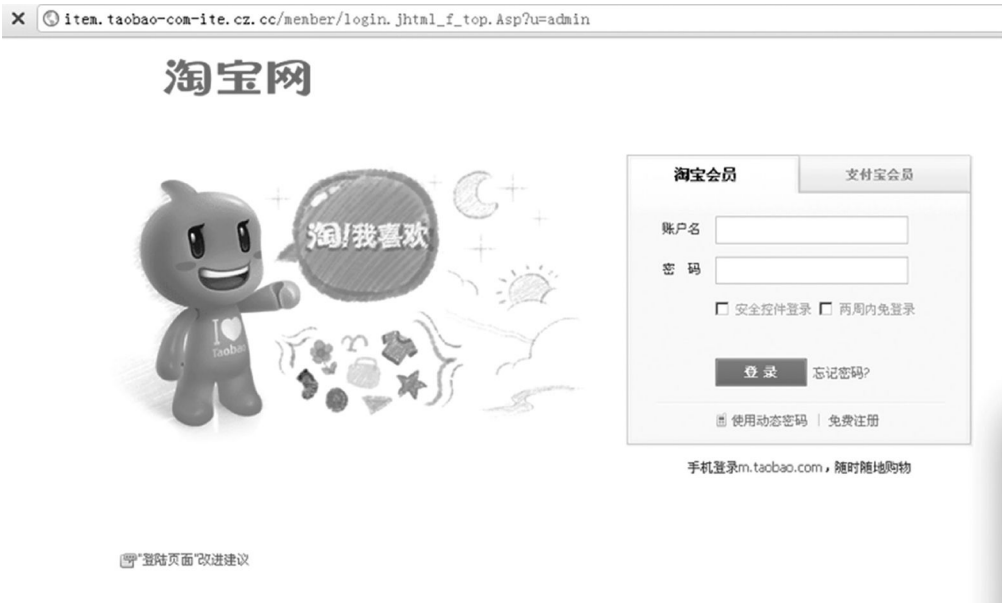 item.taobao-com-ite.cz.cc/member/login.jhtml_f_top.Asp?u=admin
淘宝网
淘!我喜欢
I
Taobao
淘宝会员 支付宝会员
账户名
密 码
安全控件登录 两周内免登录
登 录 忘记密码?
使用动态密码 | 免费注册
手机登录m.taobao.com，随时随地购物
"登陆页面"改进建议